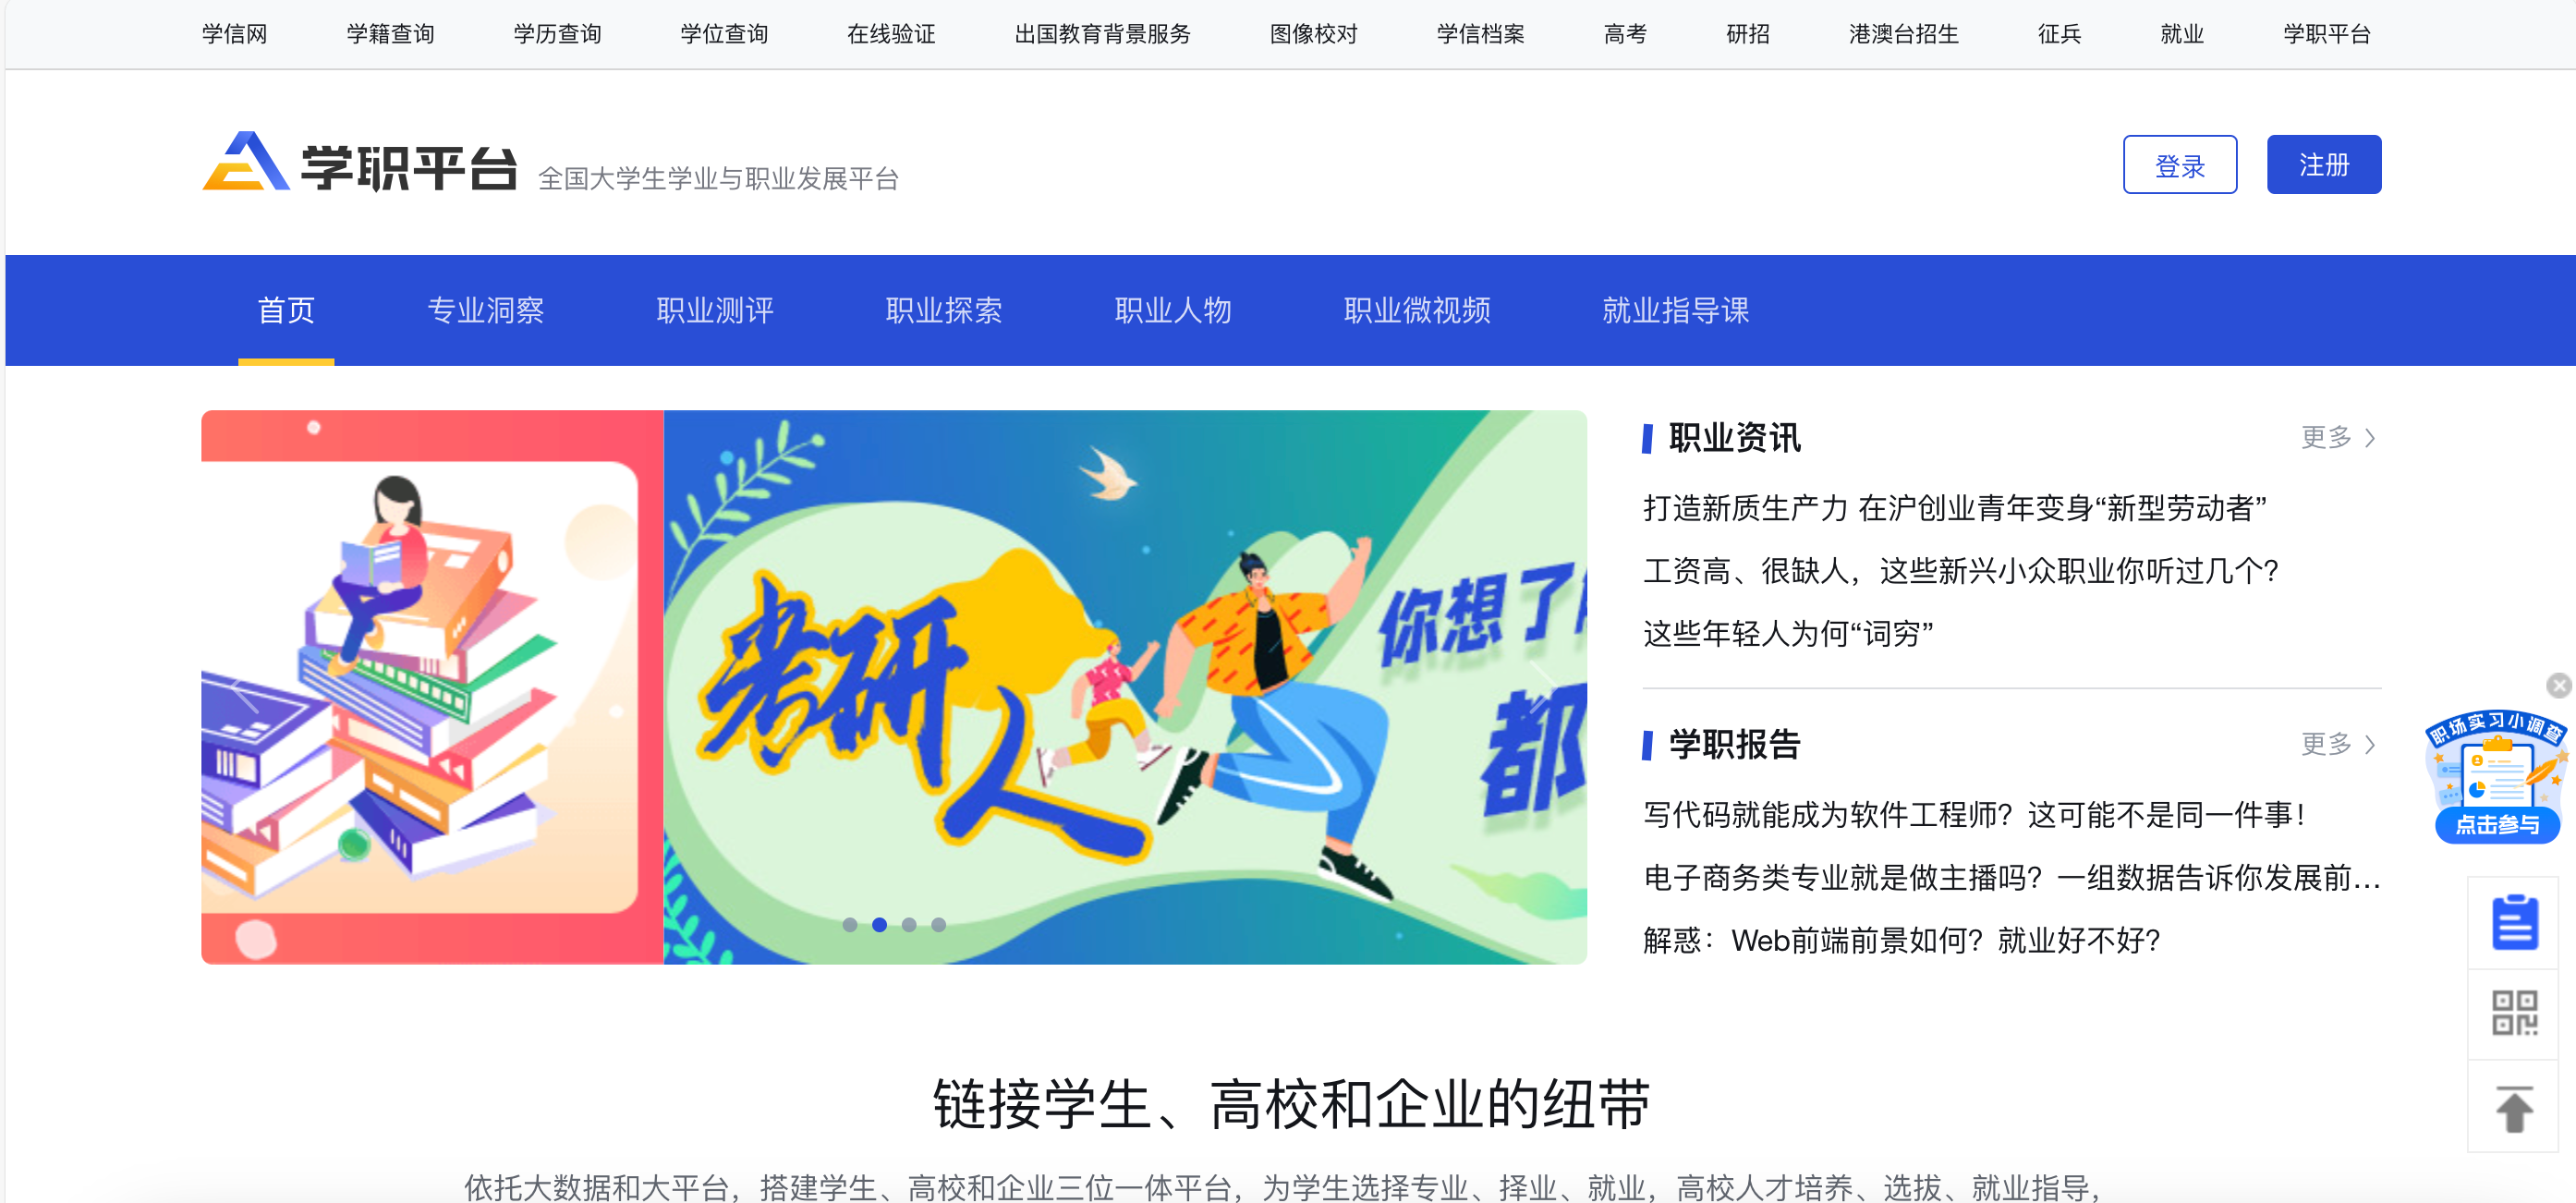 学信网 学籍查询 学历查询 学位查询 在线验证 出国教育背景服务 图像校对 学信档案 高考 研招 港澳台招生 征兵 就业 学职平台
学职平台 全国大学生学业与职业发展平台
登录 注册
首页 专业洞察 职业测评 职业探索 职业人物 职业微视频 就业指导课
考研人
你想了
都
职业资讯 更多
打造新质生产力 在沪创业青年变身“新型劳动者”
工资高、很缺人，这些新兴小众职业你听过几个？
这些年轻人为何“词穷”
学职报告 更多
写代码就能成为软件工程师？这可能不是同一件事！
电子商务类专业就是做主播吗？一组数据告诉你发展前...
解惑：Web前端前景如何？就业好不好？
职场实习小调查
点击参与
链接学生、高校和企业的纽带
依托大数据和大平台，搭建学生、高校和企业三位一体平台，为学生选择专业、择业、就业，高校人才培养、选拔、就业指导，